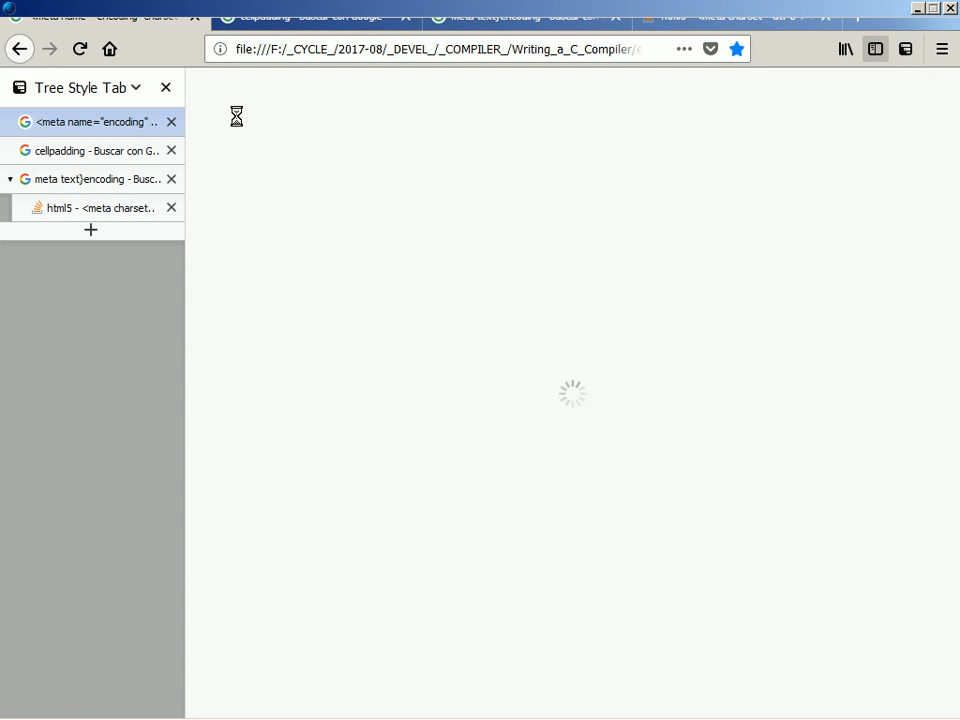 file:///F:/_CYCLE_/2017-08/_DEVEL_/_COMPILER_/Writing_a_C_Compiler/
Tree Style Tab
<meta name="encoding" ..
cellpadding - Buscar con G..
meta text}encoding - Busc..
html5 - <meta charset..